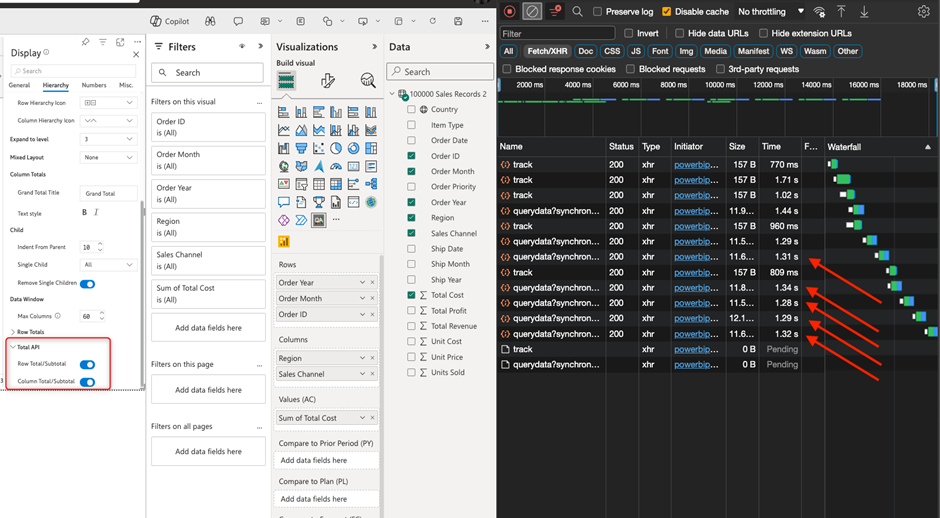 Display
Search
General Hierarchy Numbers Misc.
Row Hierarchy Icon
Column Hierarchy Icon
Expand to level 3
Mixed Layout None
Column Totals
Grand Total Title Grand Total
Text style B I
Child
Indent From Parent 10
Single Child All
Remove Single Children
Data Window
Max Columns 60
Row Totals
Total API
Row Total/Subtotal
Column Total/Subtotal
3
Copilot
Filters
Search
Filters on this visual ...
Order ID
is (All)
Order Month
is (All)
Order Year
is (All)
Region
is (All)
Sales Channel
is (All)
Sum of Total Cost
is (All)
Add data fields here
Filters on this page ...
Add data fields here
Filters on all pages ...
Add data fields here
Visualizations
Build visual
Rows
Order Year
Order Month
Order ID
Columns
Region
Sales Channel
Values (AC)
Sum of Total Cost
Compare to Prior Period (PY)
Add data fields here
Compare to Plan (PL)
Add data fields here
Data
Search
100000 Sales Records 2
Country
Item Type
Order Date
Order ID
Order Month
Order Priority
Order Year
Region
Sales Channel
Ship Date
Ship Month
Ship Year
Total Cost
Total Profit
Total Revenue
Unit Cost
Unit Price
Units Sold
Preserve log Disable cache No throttling
Filter Invert Hide data URLs Hide extension URLs
All Fetch/XHR Doc CSS JS Font Img Media Manifest WS Wasm Other
Blocked response cookies Blocked requests 3rd-party requests
2000 ms 4000 ms 6000 ms 8000 ms 10000 ms 12000 ms 14000 ms 16000 ms 18000 ms
Name Status Type Initiator Size Time F... Waterfall
track 200 xhr powerbip... 157 B 770 ms
track 200 xhr powerbip... 157 B 1.71 s
track 200 xhr powerbip... 157 B 1.02 s
querydata?synchron... 200 xhr powerbip... 11.9... 1.44 s
track 200 xhr powerbip... 157 B 960 ms
querydata?synchron... 200 xhr powerbip... 11.5... 1.29 s
querydata?synchron... 200 xhr powerbip... 11.6... 1.31 s
track 200 xhr powerbip... 157 B 809 ms
querydata?synchron... 200 xhr powerbip... 11.8... 1.34 s
querydata?synchron... 200 xhr powerbip... 11.7... 1.28 s
querydata?synchron... 200 xhr powerbip... 12.1... 1.29 s
querydata?synchron... 200 xhr powerbip... 11.6... 1.32 s
track xhr powerbip... 0 B Pending
querydata?synchron... xhr powerbip... 0 B Pending